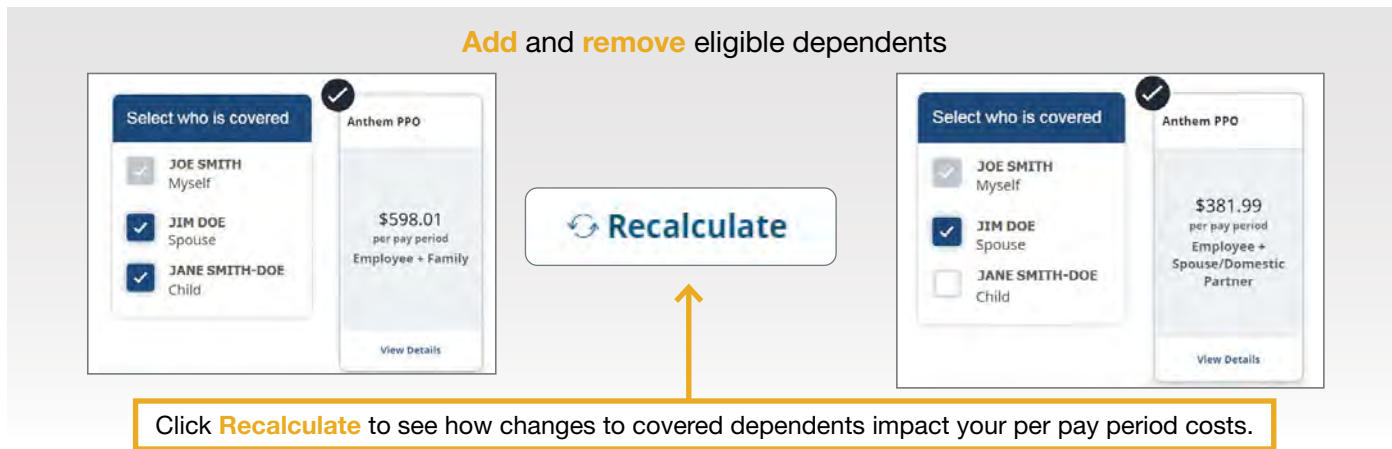 Add and remove eligible dependents
Select who is covered
JOE SMITH
Myself
JIM DOE
Spouse
JANE SMITH-DOE
Child
Anthem PPO
$598.01
per pay period
Employee + Family
View Details
Recalculate
Select who is covered
JOE SMITH
Myself
JIM DOE
Spouse
JANE SMITH-DOE
Child
Anthem PPO
$381.99
per pay period
Employee +
Spouse/Domestic
Partner
View Details
Click Recalculate to see how changes to covered dependents impact your per pay period costs.